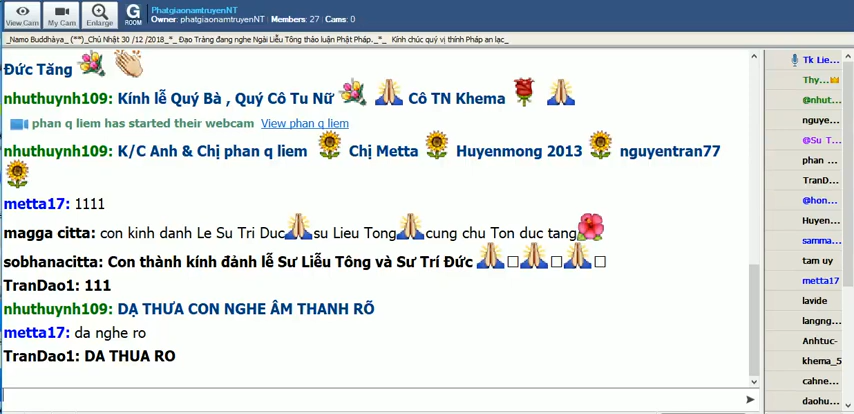 View Cam
My Cam
Enlarge
G ROOM
PhatgiaonamtruyenNT
Owner: phatgiaonamtruyenNT | Members: 27 | Cams: 0
_Namo Buddhàya_ (**)_Chủ Nhật 30 /12 /2018_*_ Đạo Tràng đang nghe Ngài Liễu Tông thảo luận Phật Pháp._*_ Kính chúc quý vị thính Pháp an lạc_
Đức Tăng
nhuthuynh109: Kính lễ Quý Bà , Quý Cô Tu Nữ Cô TN Khema
phan q liem has started their webcam View phan q liem
nhuthuynh109: K/C Anh & Chị phan q liem Chị Metta Huyenmong 2013 nguyentran77
metta17: 1111
magga citta: con kinh danh Le Su Tri Duc su Lieu Tong cung chu Ton duc tang
sobhanacitta: Con thành kính đảnh lễ Sư Liễu Tông và Sư Trí Đức
TranDao1: 111
nhuthuynh109: DẠ THƯA CON NGHE ÂM THANH RÕ
metta17: da nghe ro
TranDao1: DA THUA RO
Tk Lie...
Thy...
@nhut...
nguye...
@Su T...
phan ...
TranD...
@hon...
Huyen...
samma...
tam uy
metta17
lavide
langng...
Anhtuc-
khema_5
cahne...
daohu...